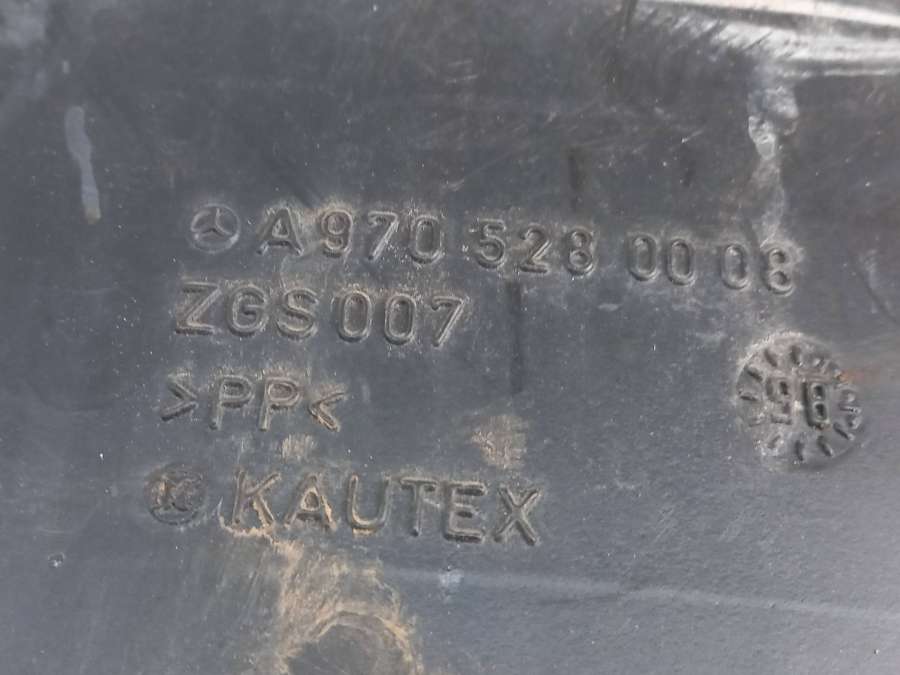 A 970 528 00 08
ZGS 007
>PP<
98
KAUTEX